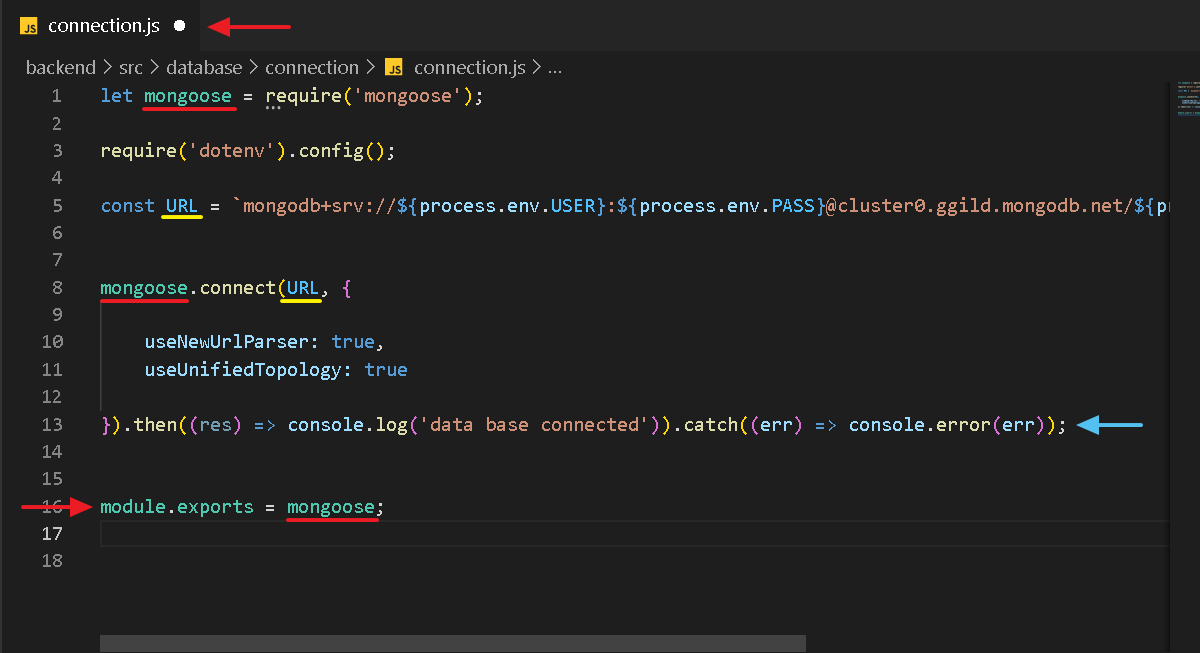 JS connection.js
backend > src > database > connection > JS connection.js > ...
1 let mongoose = require('mongoose');
2
3 require('dotenv').config();
4
5 const URL = `mongodb+srv://${process.env.USER}:${process.env.PASS}@cluster0.ggild.mongodb.net/${pr
6
7
8 mongoose.connect(URL, {
9
10 useNewUrlParser: true,
11 useUnifiedTopology: true
12
13 }).then((res) => console.log('data base connected')).catch((err) => console.error(err));
14
15
16 module.exports = mongoose;
17
18